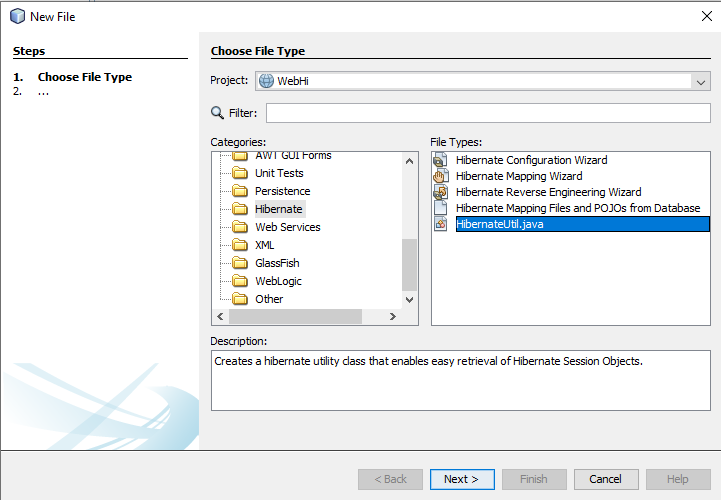 New File
Steps
1. Choose File Type
2. ...
Choose File Type
Project: WebHi
Filter:
Categories:
AWT GUI Forms
Unit Tests
Persistence
Hibernate
Web Services
XML
GlassFish
WebLogic
Other
File Types:
Hibernate Configuration Wizard
Hibernate Mapping Wizard
Hibernate Reverse Engineering Wizard
Hibernate Mapping Files and POJOs from Database
HibernateUtil.java
Description:
Creates a hibernate utility class that enables easy retrieval of Hibernate Session Objects.
< Back Next > Finish Cancel Help